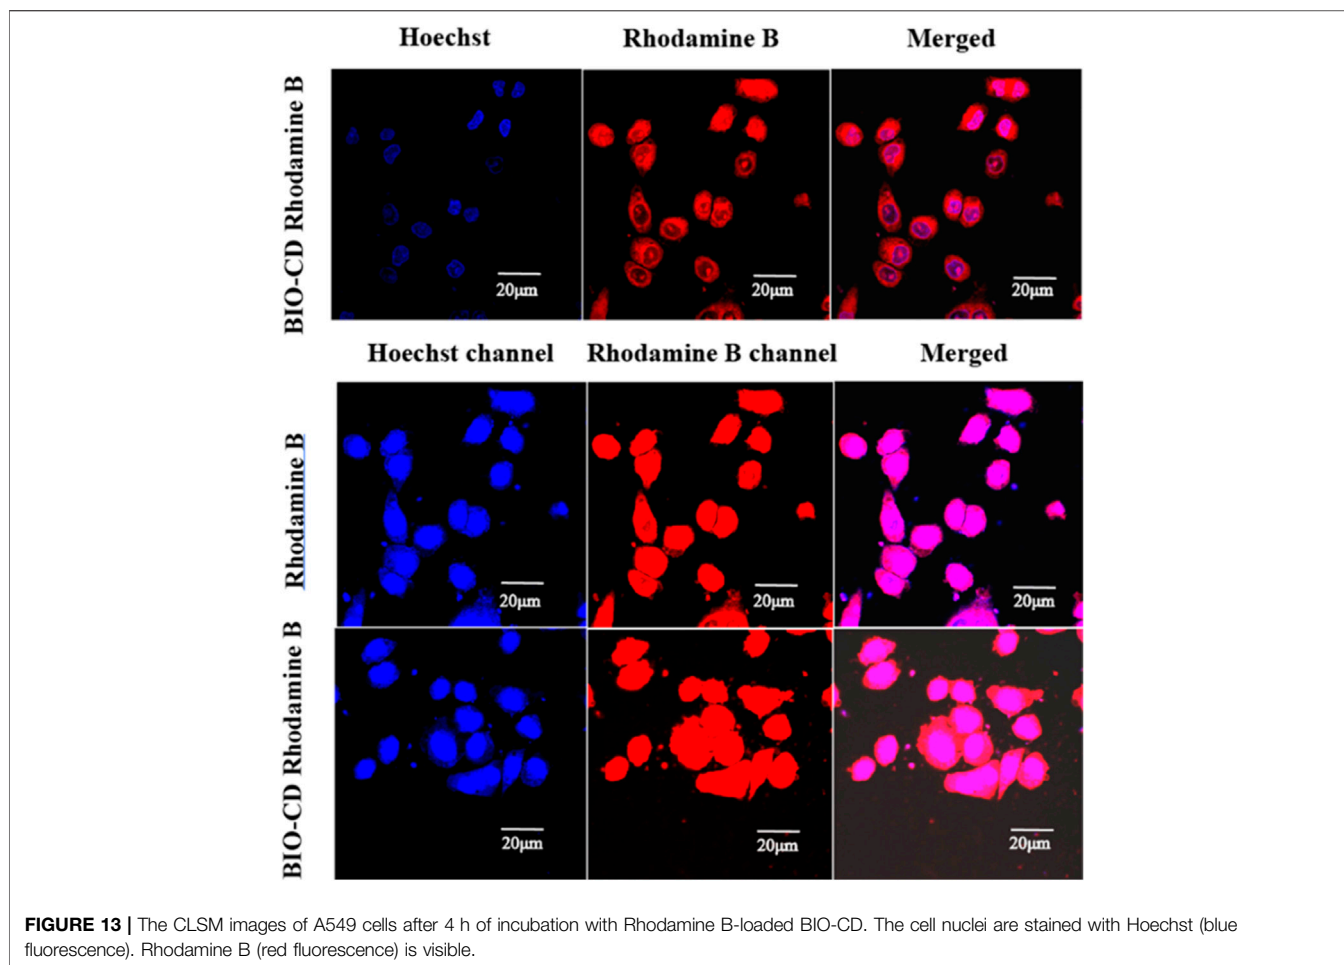 Hoechst Rhodamine B Merged
BIO-CD Rhodamine B
20μm 20μm 20μm
Hoechst channel Rhodamine B channel Merged
Rhodamine B
20μm 20μm 20μm
BIO-CD Rhodamine B
20μm 20μm 20μm
FIGURE 13 | The CLSM images of A549 cells after 4 h of incubation with Rhodamine B-loaded BIO-CD. The cell nuclei are stained with Hoechst (blue
fluorescence). Rhodamine B (red fluorescence) is visible.